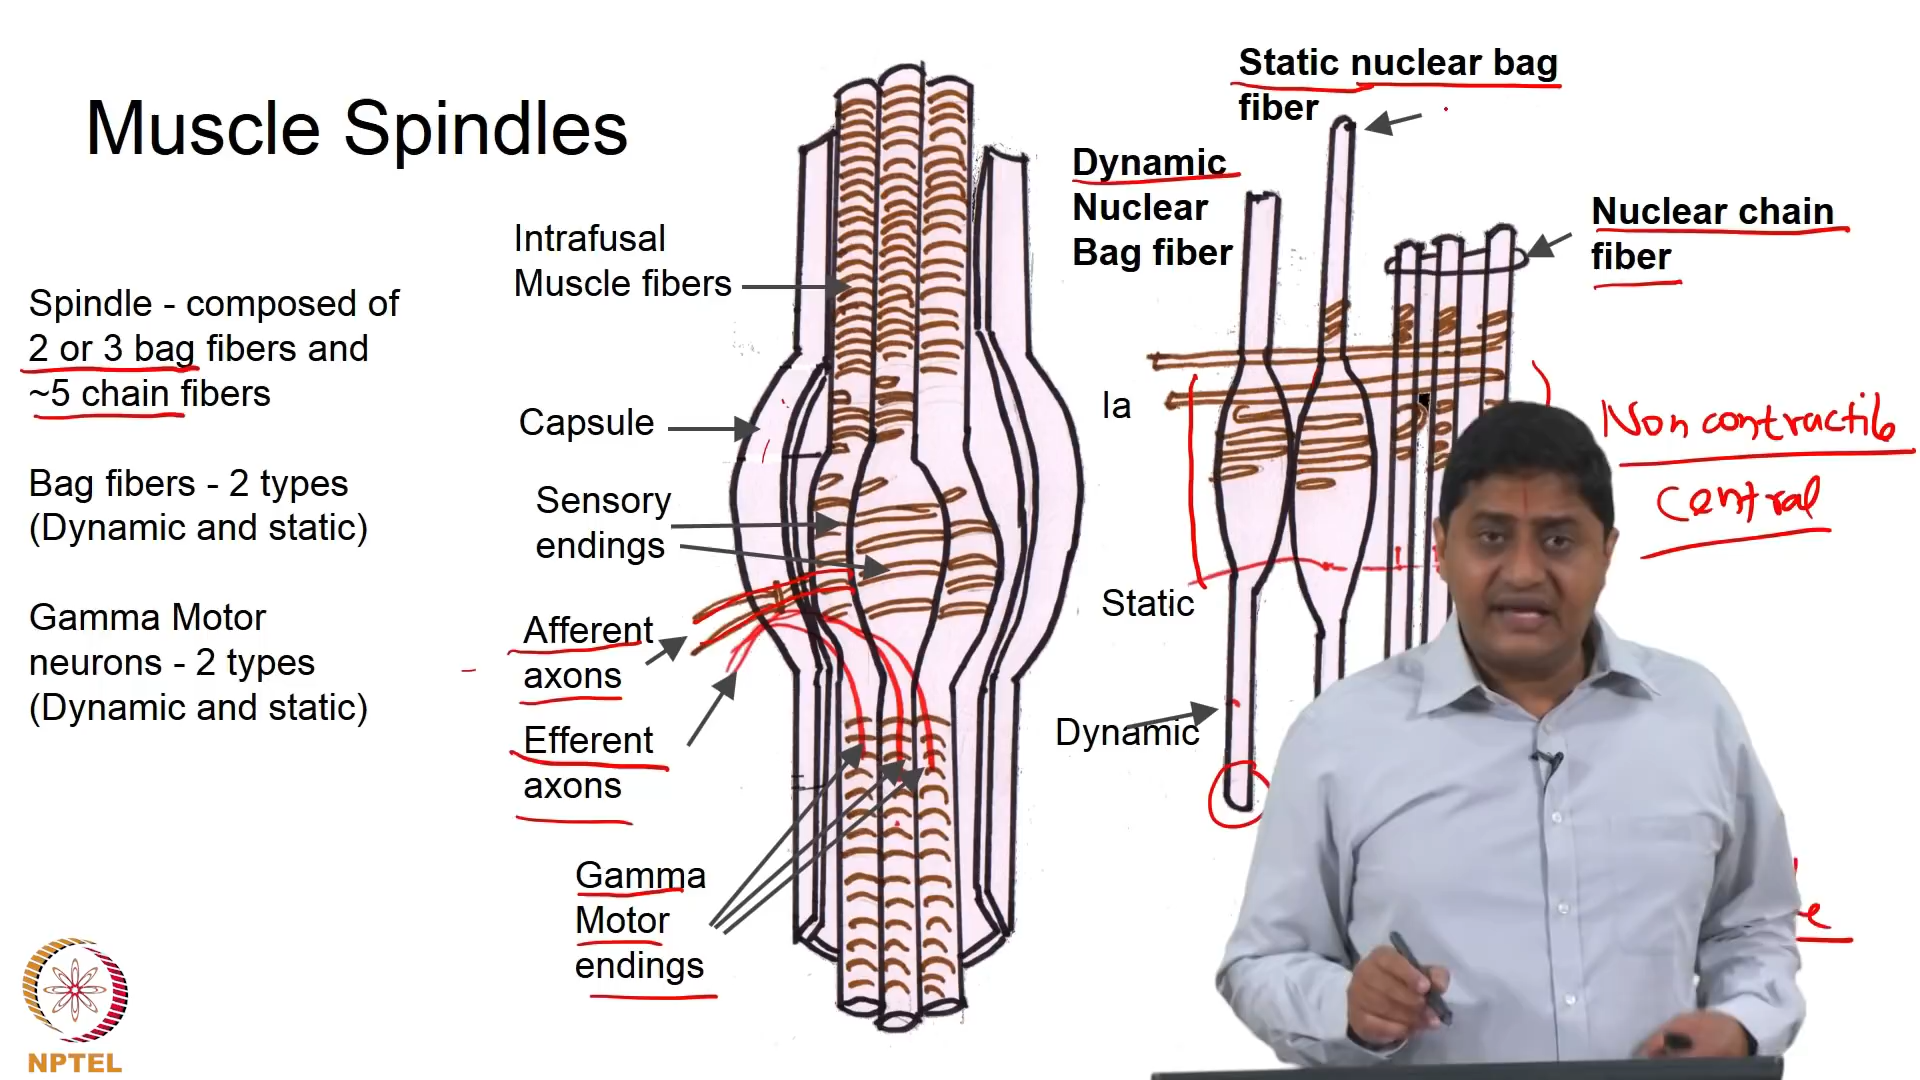 Muscle Spindles
Spindle - composed of
2 or 3 bag fibers and
~5 chain fibers
Bag fibers - 2 types
(Dynamic and static)
Gamma Motor
neurons - 2 types
(Dynamic and static)
NPTEL
Intrafusal
Muscle fibers
Capsule
Sensory
endings
Afferent
axons
Efferent
axons
Gamma
Motor
endings
Static nuclear bag
fiber
Dynamic
Nuclear
Bag fiber
Nuclear chain
fiber
Ia
Static
Dynamic
Non contractile
Central